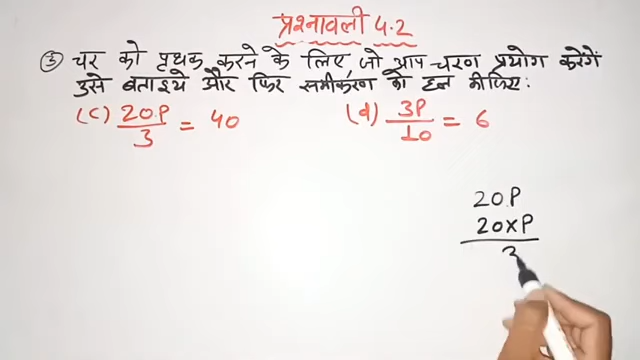 प्रश्नावली 4.2
③ चर को पृथक करने के लिए, जो आप चरण प्रयोग करेंगें
उसे बताइये और फिर समीकरण को हल कीजिए:
(c) 20P/3 = 40 (d) 3P/10 = 6
20.P
20×P
3